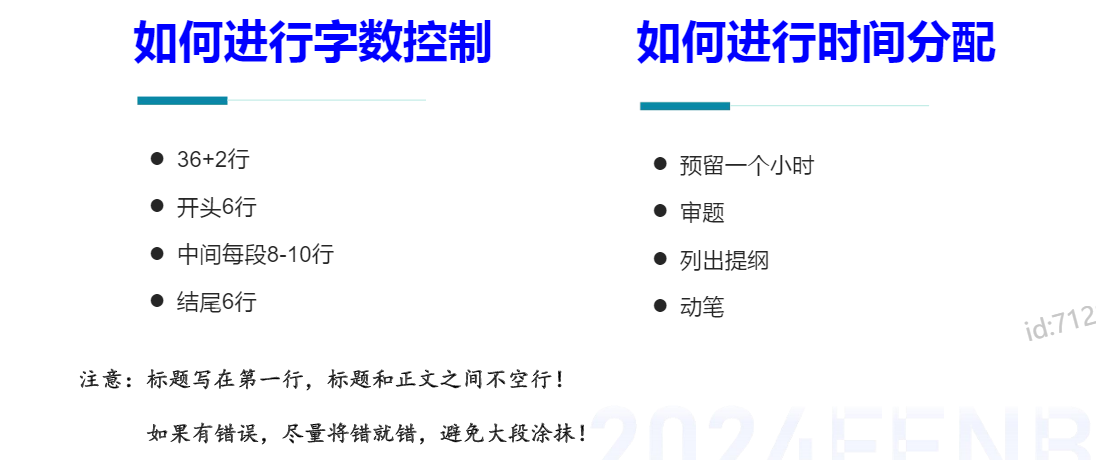 如何进行字数控制
36+2行
开头6行
中间每段8-10行
结尾6行
如何进行时间分配
预留一个小时
审题
列出提纲
动笔
注意：标题写在第一行，标题和正文之间不空行！
如果有错误，尽量将错就错，避免大段涂抹！
id:712
2024FENB